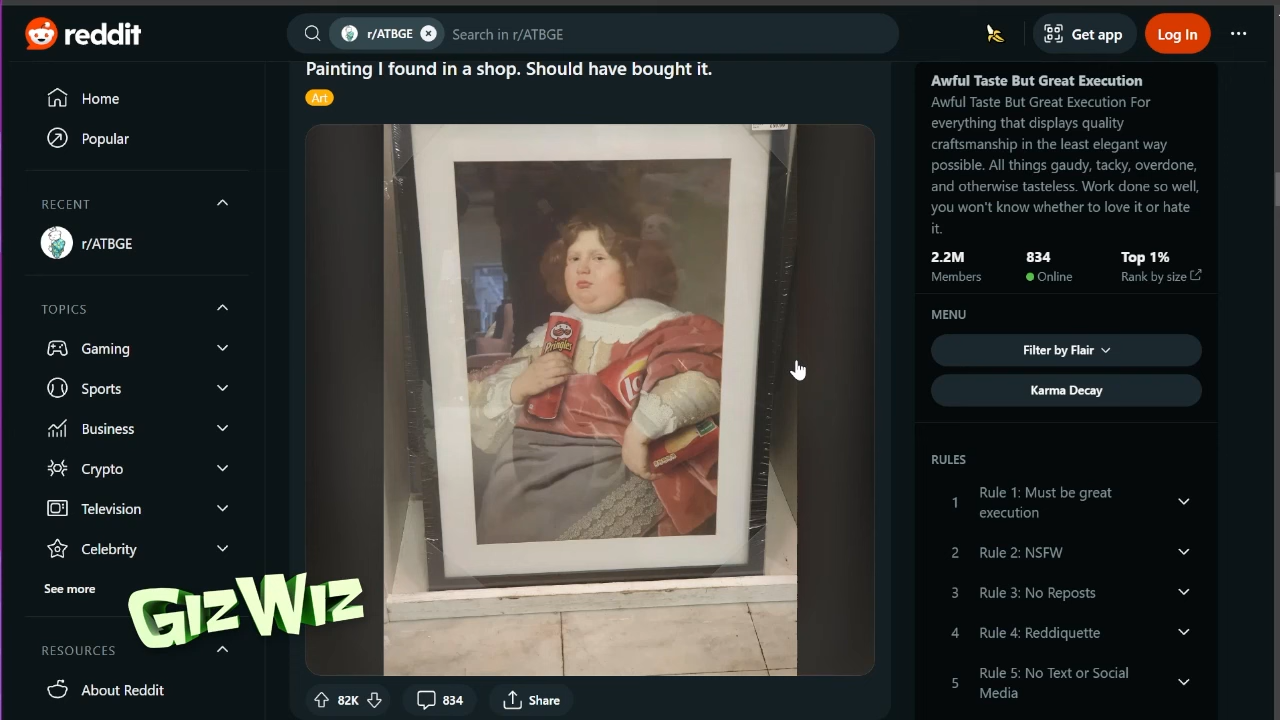 reddit
r/ATBGE
Search in r/ATBGE
Get app
Log In
Home
Popular
RECENT
r/ATBGE
TOPICS
Gaming
Sports
Business
Crypto
Television
Celebrity
See more
RESOURCES
About Reddit
GizWiz
Painting I found in a shop. Should have bought it.
Art
Pringles
82K
834
Share
Awful Taste But Great Execution
Awful Taste But Great Execution For
everything that displays quality
craftsmanship in the least elegant way
possible. All things gaudy, tacky, overdone,
and otherwise tasteless. Work done so well,
you won't know whether to love it or hate
it.
2.2M
834
Top 1%
Members
Online
Rank by size
MENU
Filter by Flair
Karma Decay
RULES
1
Rule 1: Must be great
execution
2
Rule 2: NSFW
3
Rule 3: No Reposts
4
Rule 4: Reddiquette
5
Rule 5: No Text or Social
Media